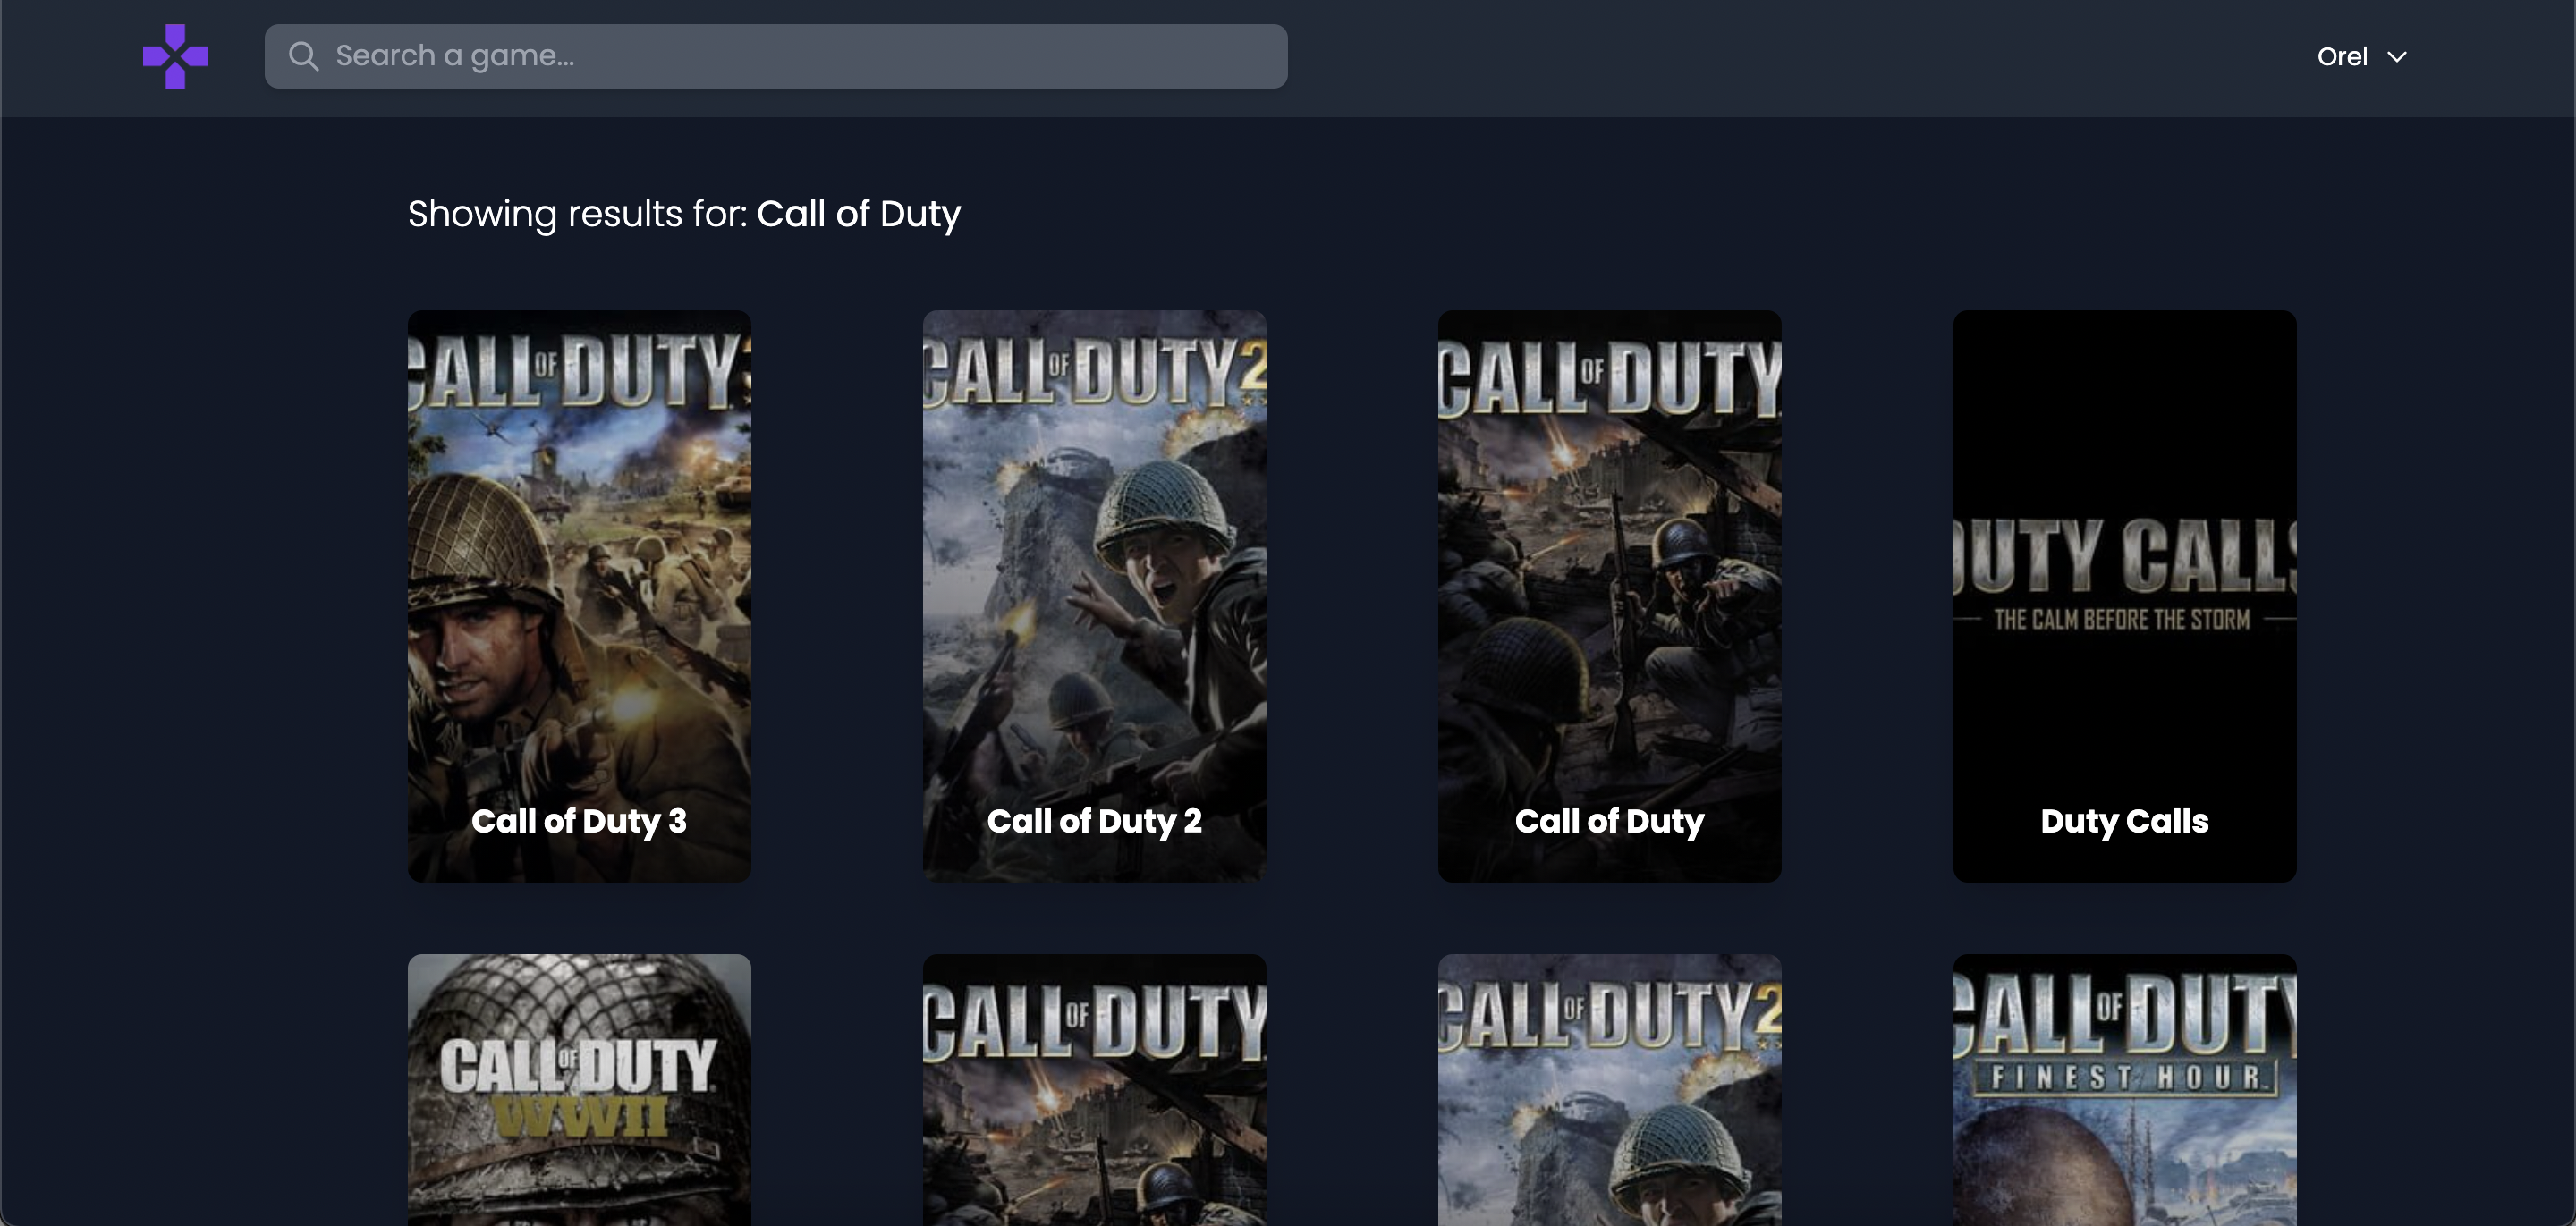 Search a game...
Orel
Showing results for: Call of Duty
CALL OF DUTY 3
Call of Duty 3
CALL OF DUTY 2
Call of Duty 2
CALL OF DUTY
Call of Duty
DUTY CALLS
THE CALM BEFORE THE STORM
Duty Calls
CALL OF DUTY
WWII
CALL OF DUTY
CALL OF DUTY 2
CALL OF DUTY
FINEST HOUR